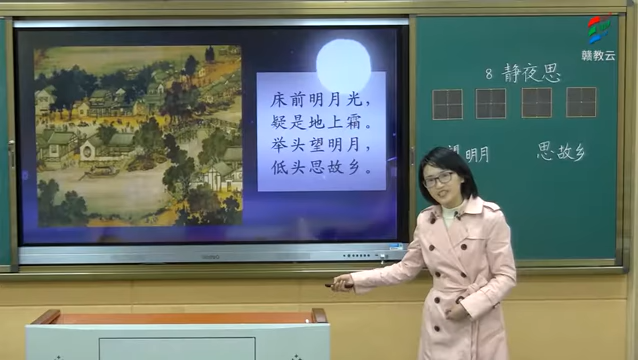 赣教云
床前明月光，
疑是地上霜。
举头望明月，
低头思故乡。
8 静夜思
望明月 思故乡